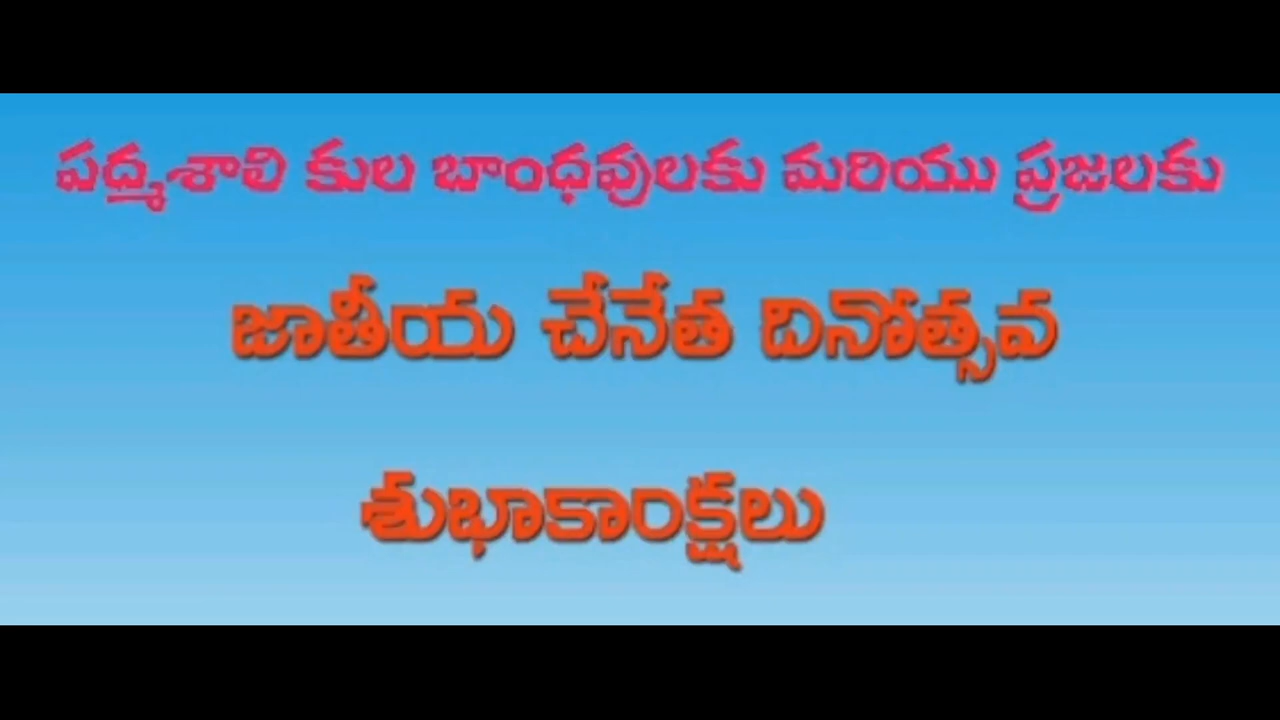 పద్మశాలి కుల బాంధవులకు మరియు ప్రజలకు
జాతీయ చేనేత దినోత్సవ
శుభాకాంక్షలు